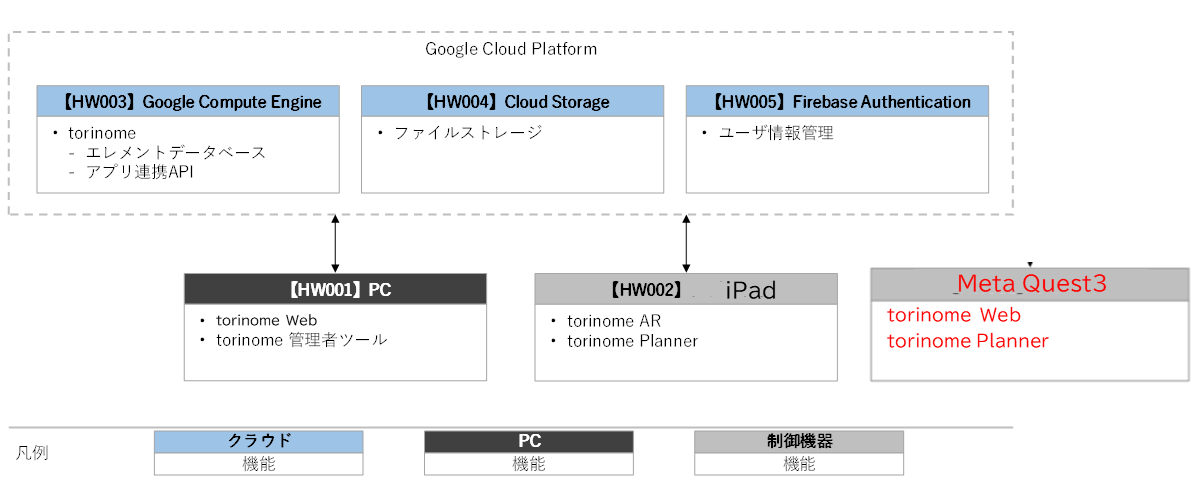 Google Cloud Platform
【HW003】Google Compute Engine
・ torinome
- エレメントデータベース
- アプリ連携API
【HW004】Cloud Storage
・ ファイルストレージ
【HW005】Firebase Authentication
・ ユーザ情報管理
【HW001】PC
・ torinome Web
・ torinome 管理者ツール
【HW002】 iPad
・ torinome AR
・ torinome Planner
_Meta_Quest3
torinome Web
torinome Planner
凡例
クラウド
機能
PC
機能
制御機器
機能